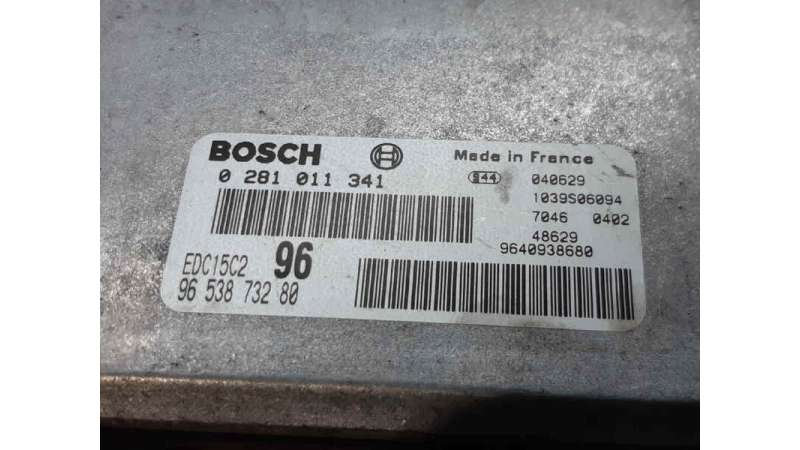 BOSCH Made in France
0 281 011 341 S44 040629
1039S06094
7046 0402
48629
9640938680
EDC15C2 96
96 538 732 80